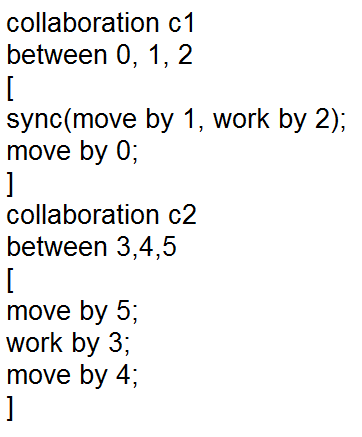 collaboration c1
between 0, 1, 2
[
sync(move by 1, work by 2);
move by 0;
]
collaboration c2
between 3,4,5
[
move by 5;
work by 3;
move by 4;
]